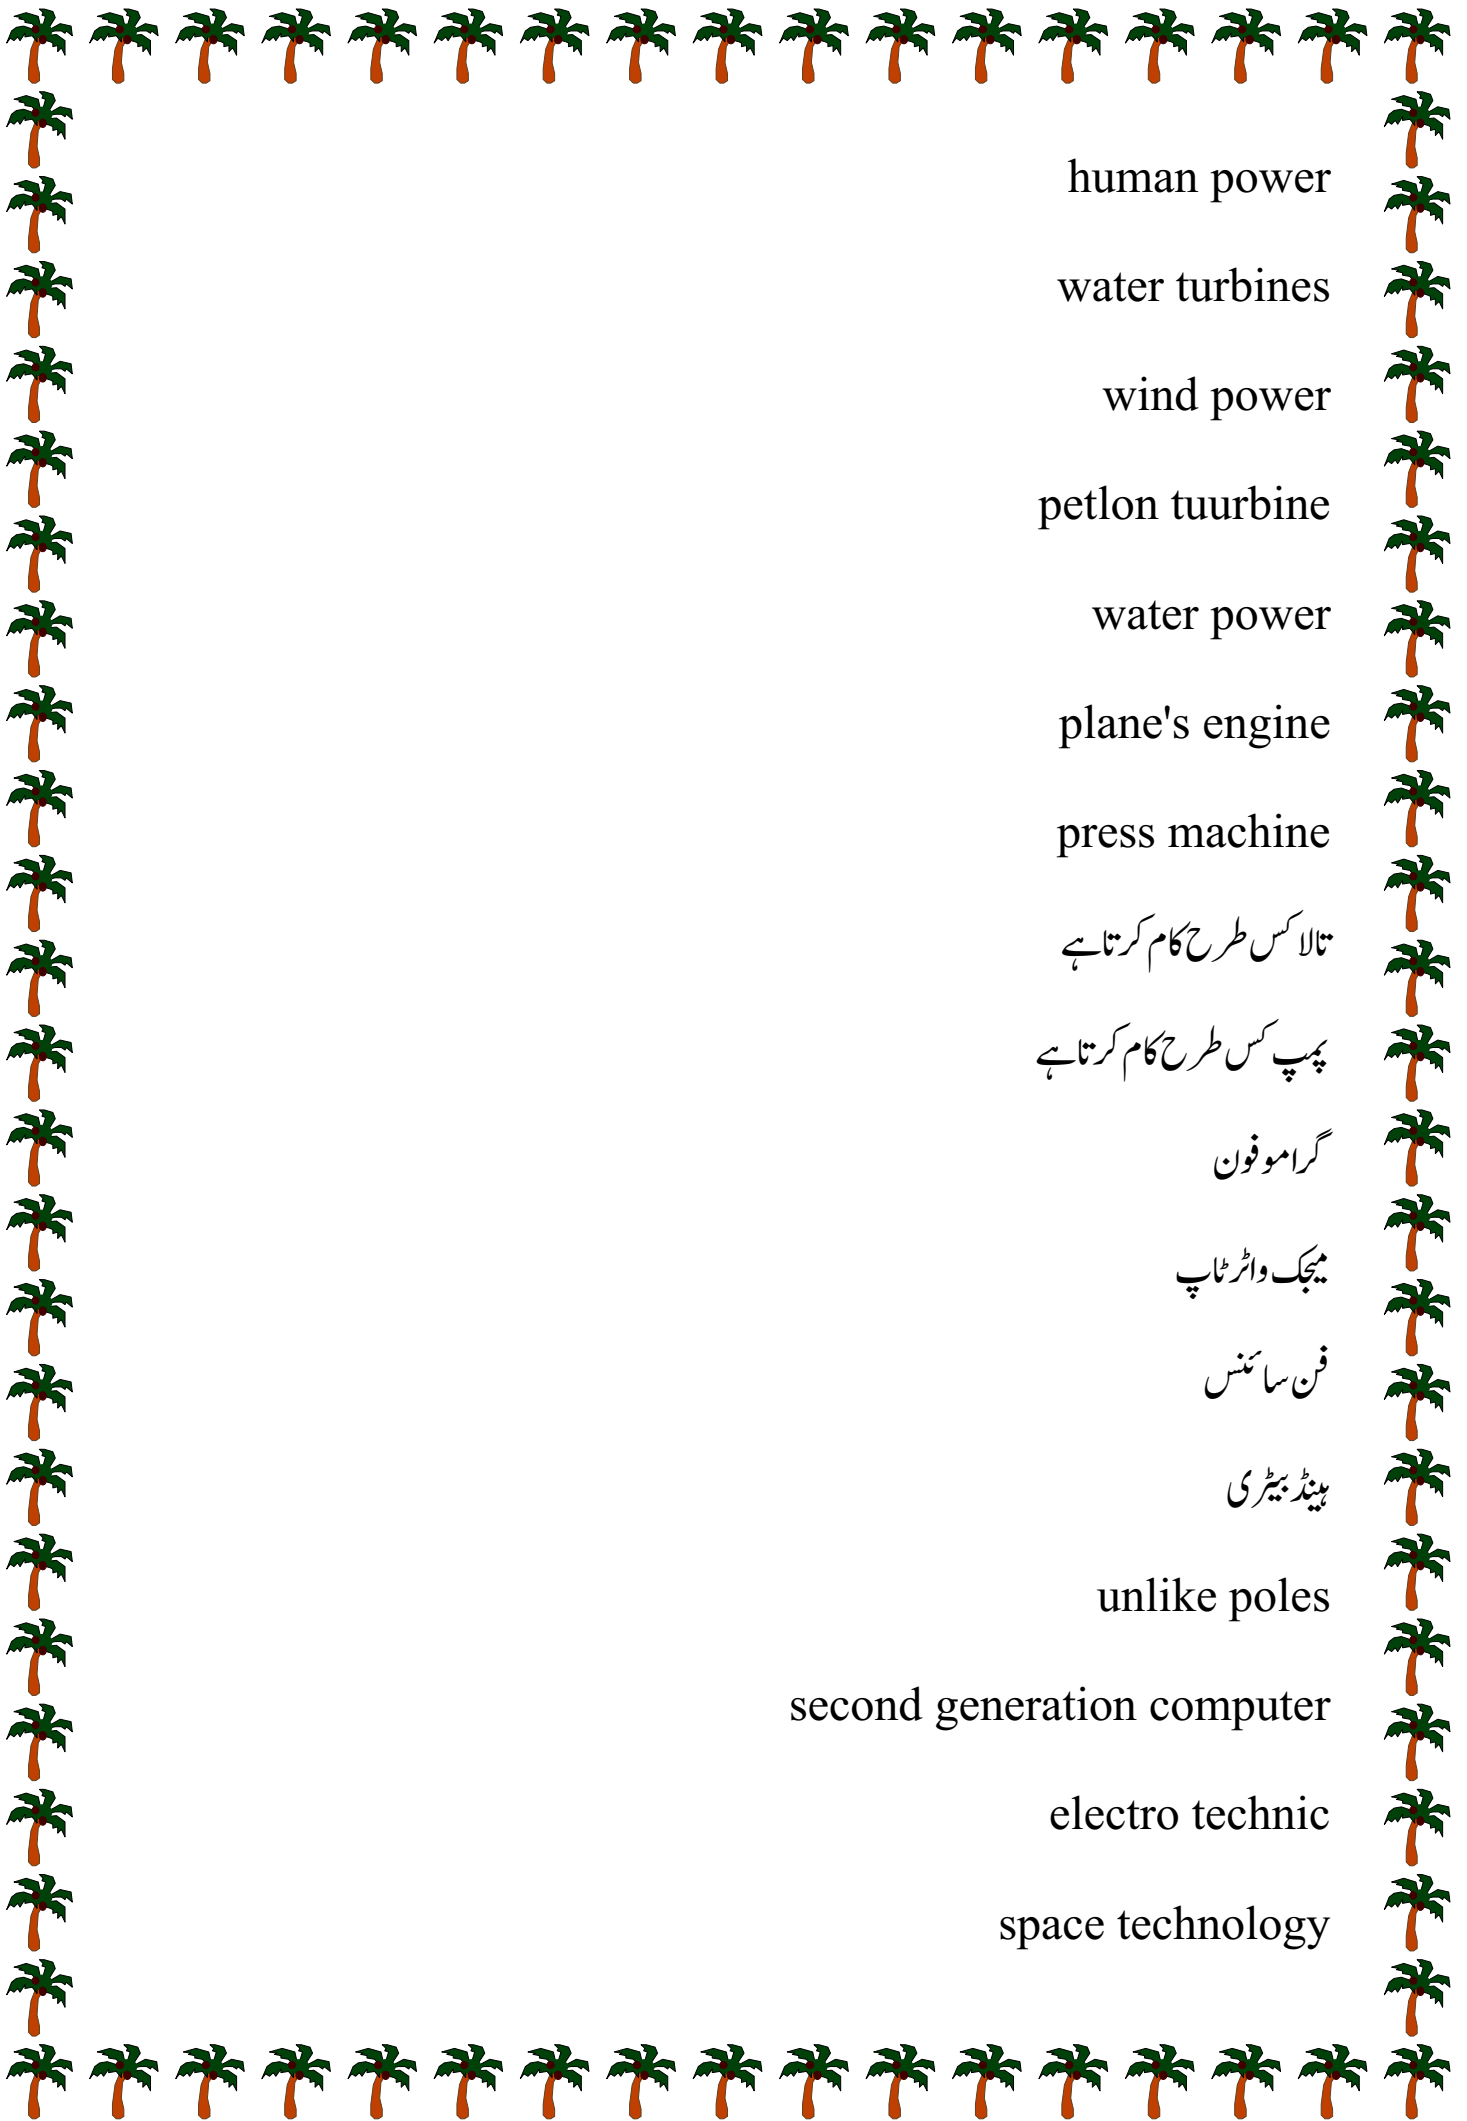 human power
water turbines
wind power
petlon tuurbine
water power
plane's engine
press machine
تالا کس طرح کام کرتا ہے
پمپ کس طرح کام کرتا ہے
گراموفون
میجک واٹر ٹاپ
فن سائنس
ہینڈ بیٹری
unlike poles
second generation computer
electro technic
space technology